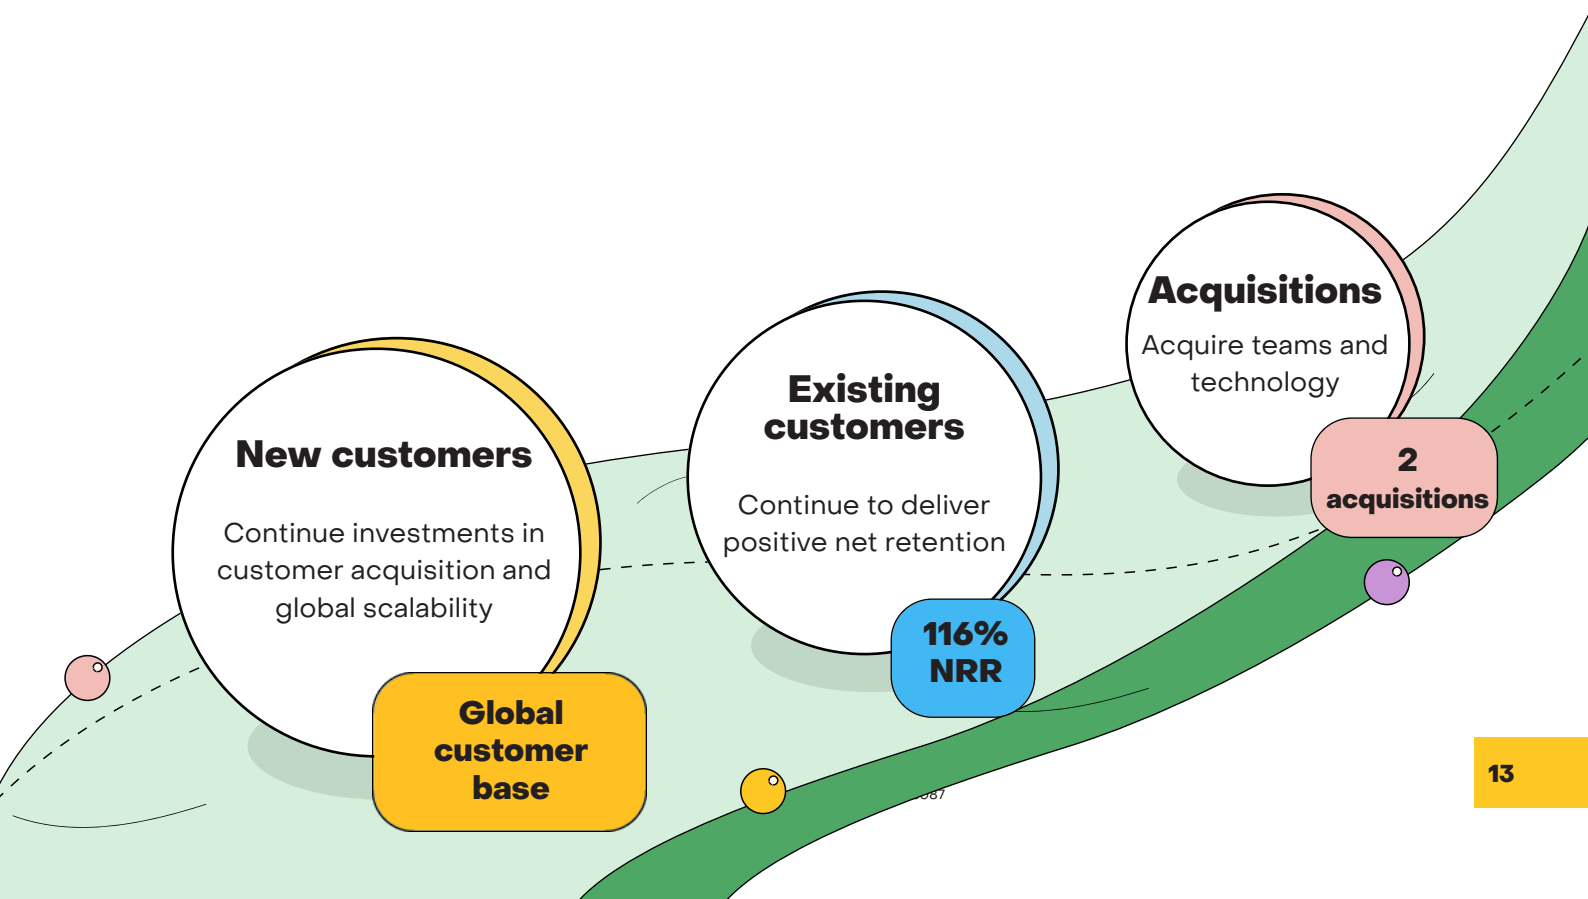 New customers
Continue investments in
customer acquisition and
global scalability
Global
customer
base
Existing
customers
Continue to deliver
positive net retention
116%
NRR
Acquisitions
Acquire teams and
technology
2
acquisitions
13